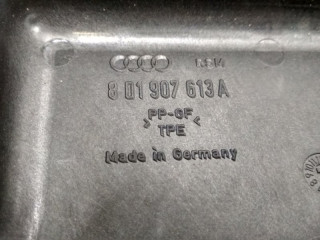 8 D1 907 613 A
>PP-GF<
TPE
Made in Germany